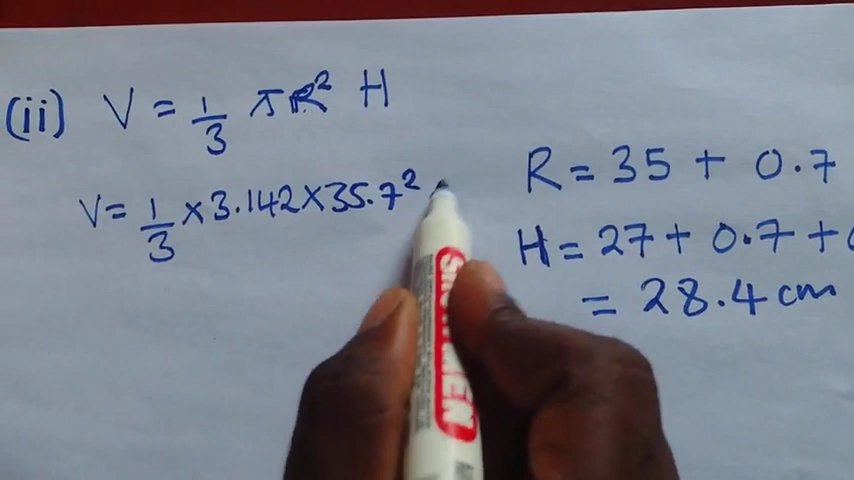 (ii) V = 1/3 πR² H
V = 1/3 × 3.142 × 35.7²
R = 35 + 0.7
H = 27 + 0.7 +
= 28.4 cm